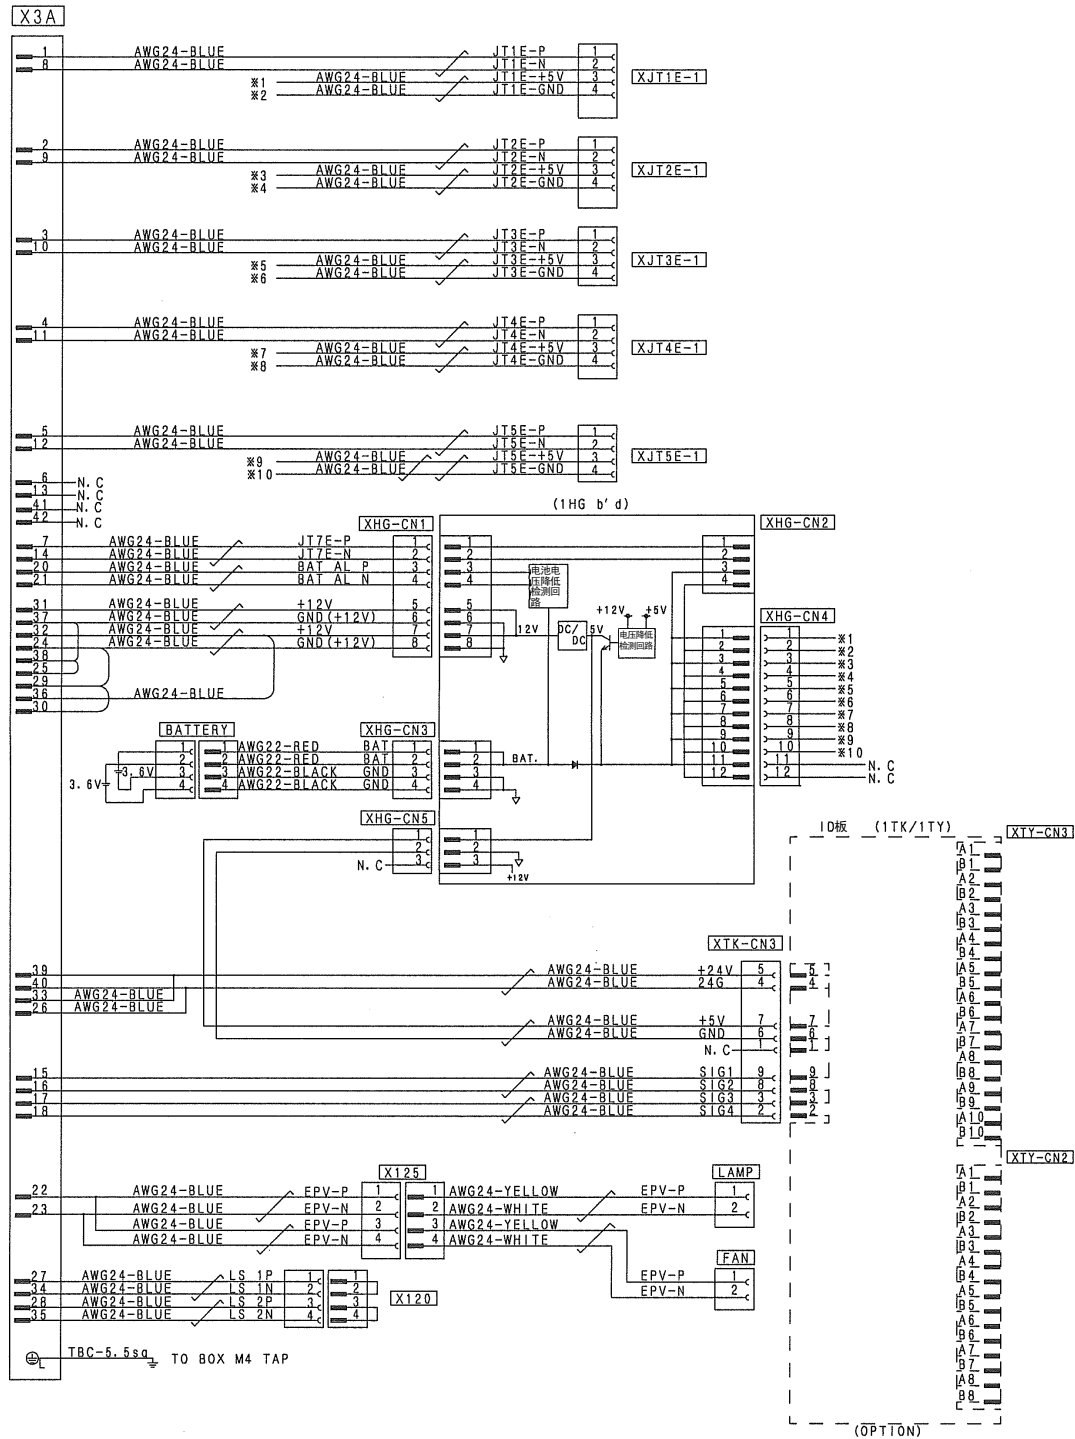 X3A
1 AWG24-BLUE JT1E-P 1
8 AWG24-BLUE JT1E-N 2
※1 AWG24-BLUE JT1E-+5V 3 XJT1E-1
※2 AWG24-BLUE JT1E-GND 4
2 AWG24-BLUE JT2E-P 1
9 AWG24-BLUE JT2E-N 2
※3 AWG24-BLUE JT2E-+5V 3 XJT2E-1
※4 AWG24-BLUE JT2E-GND 4
3 AWG24-BLUE JT3E-P 1
10 AWG24-BLUE JT3E-N 2
※5 AWG24-BLUE JT3E-+5V 3 XJT3E-1
※6 AWG24-BLUE JT3E-GND 4
4 AWG24-BLUE JT4E-P 1
11 AWG24-BLUE JT4E-N 2
※7 AWG24-BLUE JT4E-+5V 3 XJT4E-1
※8 AWG24-BLUE JT4E-GND 4
5 AWG24-BLUE JT5E-P 1
12 AWG24-BLUE JT5E-N 2
※9 AWG24-BLUE JT5E-+5V 3 XJT5E-1
※10 AWG24-BLUE JT5E-GND 4
6 N.C
13 N.C
41 N.C
42 N.C
(1HG b'd)
XHG-CN1 XHG-CN2
7 AWG24-BLUE JT7E-P 1 1 1
14 AWG24-BLUE JT7E-N 2 2 2
20 AWG24-BLUE BAT AL P 3 3 3
21 AWG24-BLUE BAT AL N 4 4 4
电池电
压降低
检测回
路
31 AWG24-BLUE +12V 5 5
37 AWG24-BLUE GND(+12V) 6 6
32 AWG24-BLUE +12V 7 7
24 AWG24-BLUE GND(+12V) 8 8
38
25
29
36 AWG24-BLUE
30
12V DC/DC 5V
+12V +5V
电压降低
检测回路
XHG-CN4
1 1 ※1
2 2 ※2
3 3 ※3
4 4 ※4
5 5 ※5
6 6 ※6
7 7 ※7
8 8 ※8
9 9 ※9
10 10 ※10
11 11 N.C
12 12 N.C
BATTERY XHG-CN3
1 1 AWG22-RED BAT 1 1
2 2 AWG22-RED BAT 2 2
3 3 AWG22-BLACK GND 3 3
4 4 AWG22-BLACK GND 4 4
3.6V
3.6V
BAT.
XHG-CN5
1 1
2 2
N.C 3 3
+12V
ID板 (1TK/1TY)
XTY-CN3
A1
B1
A2
B2
A3
B3
A4
B4
A5
B5
A6
B6
A7
B7
A8
B8
A9
B9
A10
B10
XTK-CN3
39 AWG24-BLUE +24V 5 5
40 AWG24-BLUE 24G 4 4
33 AWG24-BLUE
26 AWG24-BLUE
AWG24-BLUE +5V 7 7
AWG24-BLUE GND 6 6
N.C 1 1
15 AWG24-BLUE SIG1 9 9
16 AWG24-BLUE SIG2 8 8
17 AWG24-BLUE SIG3 3 3
18 AWG24-BLUE SIG4 2 2
XTY-CN2
A1
B1
A2
B2
A3
B3
A4
B4
A5
B5
A6
B6
A7
B7
A8
B8
X125 LAMP
22 AWG24-BLUE EPV-P 1 1 AWG24-YELLOW EPV-P 1
23 AWG24-BLUE EPV-N 2 2 AWG24-WHITE EPV-N 2
AWG24-BLUE EPV-P 3 3 AWG24-YELLOW
AWG24-BLUE EPV-N 4 4 AWG24-WHITE
FAN
EPV-P 1
EPV-N 2
27 AWG24-BLUE LS 1P 1 1
34 AWG24-BLUE LS 1N 2 2
28 AWG24-BLUE LS 2P 3 3
35 AWG24-BLUE LS 2N 4 4
X120
L TBC-5.5sq TO BOX M4 TAP
(OPTION)